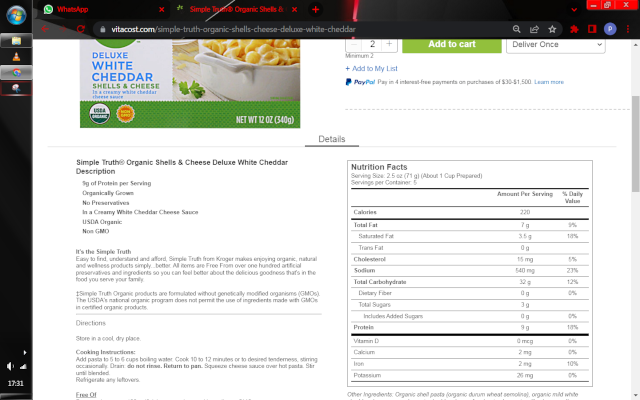 WhatsApp
Simple Truth® Organic Shells &
vitacost.com/simple-truth-organic-shells-cheese-deluxe-white-cheddar
DELUXE
WHITE
CHEDDAR
SHELLS & CHEESE
In a creamy white cheddar
cheese sauce
USDA
ORGANIC
NET WT 12 OZ (340g)
2
Add to cart
Deliver Once
Minimum 2
+ Add to My List
PayPal Pay in 4 interest-free payments on purchases of $30-$1,500. Learn more
Details
Simple Truth® Organic Shells & Cheese Deluxe White Cheddar
Description
9g of Protein per Serving
Organically Grown
No Preservatives
In a Creamy White Cheddar Cheese Sauce
USDA Organic
Non GMO
It's the Simple Truth
Easy to find, understand and afford, Simple Truth from Kroger makes enjoying organic, natural
and wellness products simply...better. All items are Free From over one hundred artificial
preservatives and ingredients so you can feel better about the delicious goodness that's in the
food you serve your family.
‡Simple Truth Organic products are formulated without genetically modified organisms (GMOs).
The USDA's national organic program does not permit the use of ingredients made with GMOs
in certified organic products.
Directions
Store in a cool, dry place.
Cooking Instructions:
Add pasta to 5 to 6 cups boiling water. Cook 10 to 12 minutes or to desired tenderness, stirring
occasionally. Drain: do not rinse. Return to pan. Squeeze cheese sauce over hot pasta. Stir
until blended.
Refrigerate any leftovers.
Free Of
Nutrition Facts
Serving Size: 2.5 oz (71 g) (About 1 Cup Prepared)
Servings per Container: 5
Amount Per Serving % Daily
Value
Calories 220
Total Fat 7 g 9%
Saturated Fat 3.5 g 18%
Trans Fat 0 g
Cholesterol 15 mg 5%
Sodium 540 mg 23%
Total Carbohydrate 32 g 12%
Dietary Fiber 0 g 0%
Total Sugars 3 g
Includes Added Sugars 0 g 0%
Protein 9 g 18%
Vitamin D 0 mcg 0%
Calcium 2 mg 0%
Iron 2 mg 10%
Potassium 26 mg 0%
Other Ingredients: Organic shell pasta (organic durum wheat semolina), organic milk white
17:31